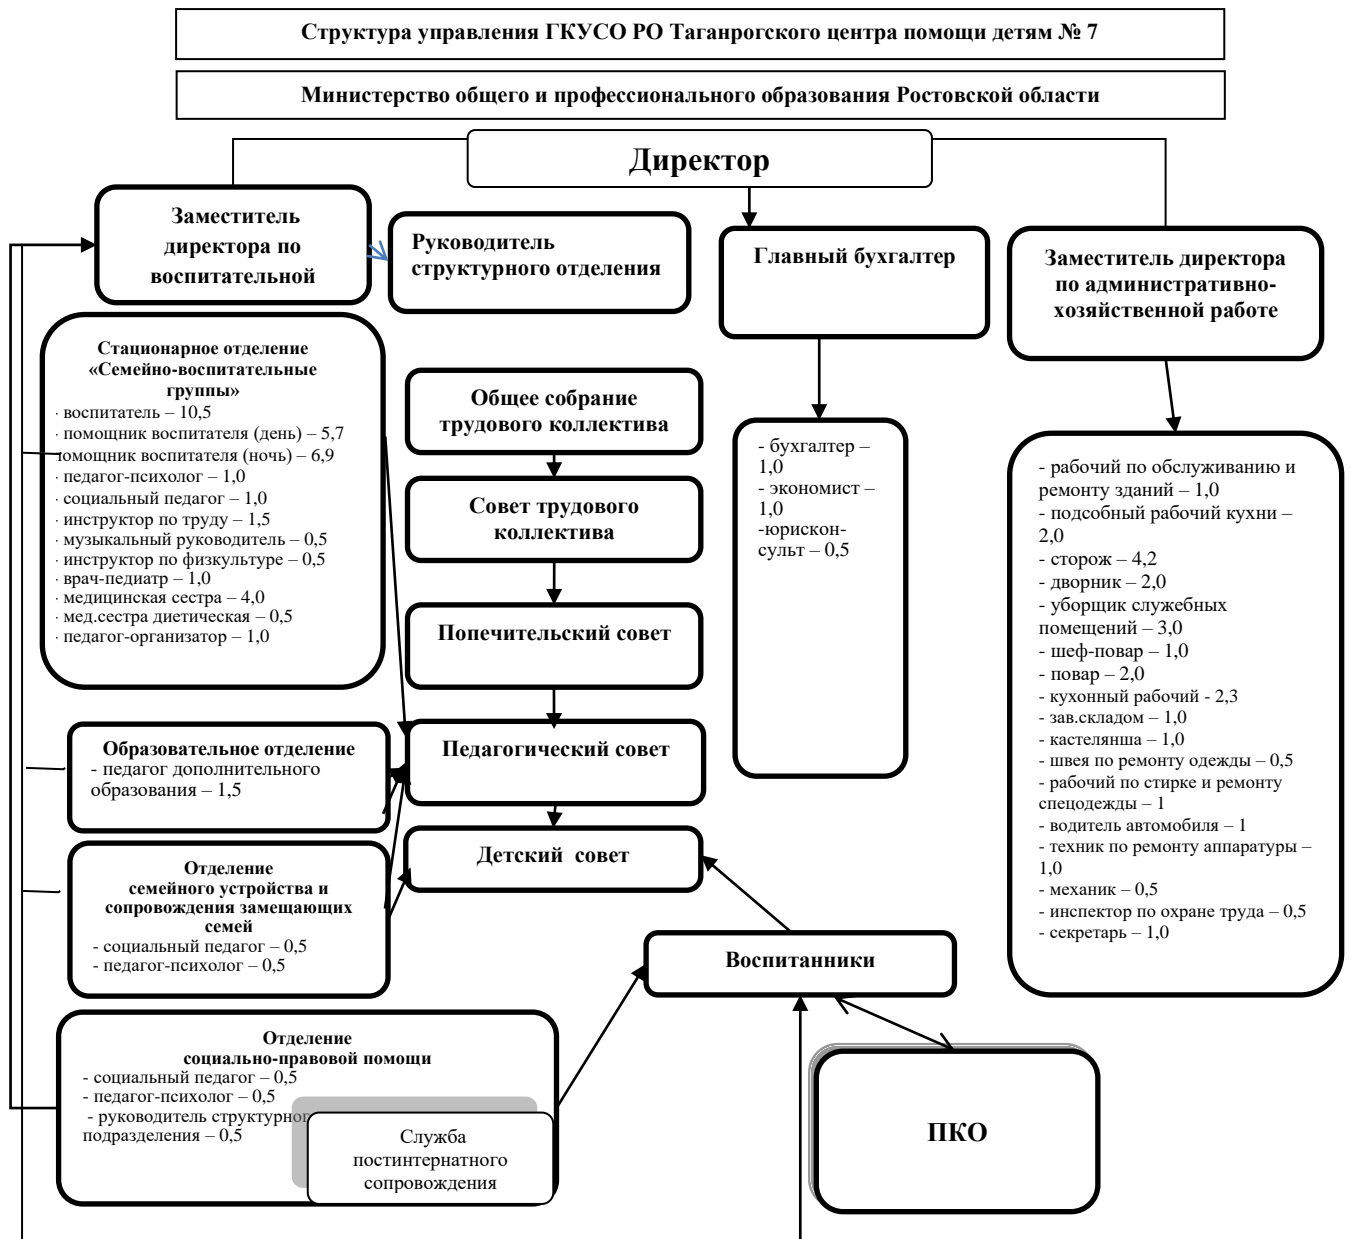 Структура управления ГКУСО РО Таганрогского центра помощи детям № 7
Министерство общего и профессионального образования Ростовской области
Директор
Заместитель
директора по
воспитательной
Руководитель
структурного отделения
Главный бухгалтер
Заместитель директора
по административно-
хозяйственной работе
Стационарное отделение
«Семейно-воспитательные
группы»
· воспитатель – 10,5
· помощник воспитателя (день) – 5,7
омощник воспитателя (ночь) – 6,9
· педагог-психолог – 1,0
· социальный педагог – 1,0
· инструктор по труду – 1,5
· музыкальный руководитель – 0,5
· инструктор по физкультуре – 0,5
· врач-педиатр – 1,0
· медицинская сестра – 4,0
· мед.сестра диетическая – 0,5
· педагог-организатор – 1,0
Общее собрание
трудового коллектива
Совет трудового
коллектива
Попечительский совет
Педагогический совет
Детский совет
- бухгалтер –
1,0
- экономист –
1,0
-юрискон-
сульт – 0,5
- рабочий по обслуживанию и
ремонту зданий – 1,0
- подсобный рабочий кухни –
2,0
- сторож – 4,2
- дворник – 2,0
- уборщик служебных
помещений – 3,0
- шеф-повар – 1,0
- повар – 2,0
- кухонный рабочий - 2,3
- зав.складом – 1,0
- кастелянша – 1,0
- швея по ремонту одежды – 0,5
- рабочий по стирке и ремонту
спецодежды – 1
- водитель автомобиля – 1
- техник по ремонту аппаратуры –
1,0
- механик – 0,5
- инспектор по охране труда – 0,5
- секретарь – 1,0
Образовательное отделение
- педагог дополнительного
образования – 1,5
Отделение
семейного устройства и
сопровождения замещающих
семей
- социальный педагог – 0,5
- педагог-психолог – 0,5
Воспитанники
Отделение
социально-правовой помощи
- социальный педагог – 0,5
- педагог-психолог – 0,5
- руководитель структурног
подразделения – 0,5
Служба
постинтернатного
сопровождения
ПКО